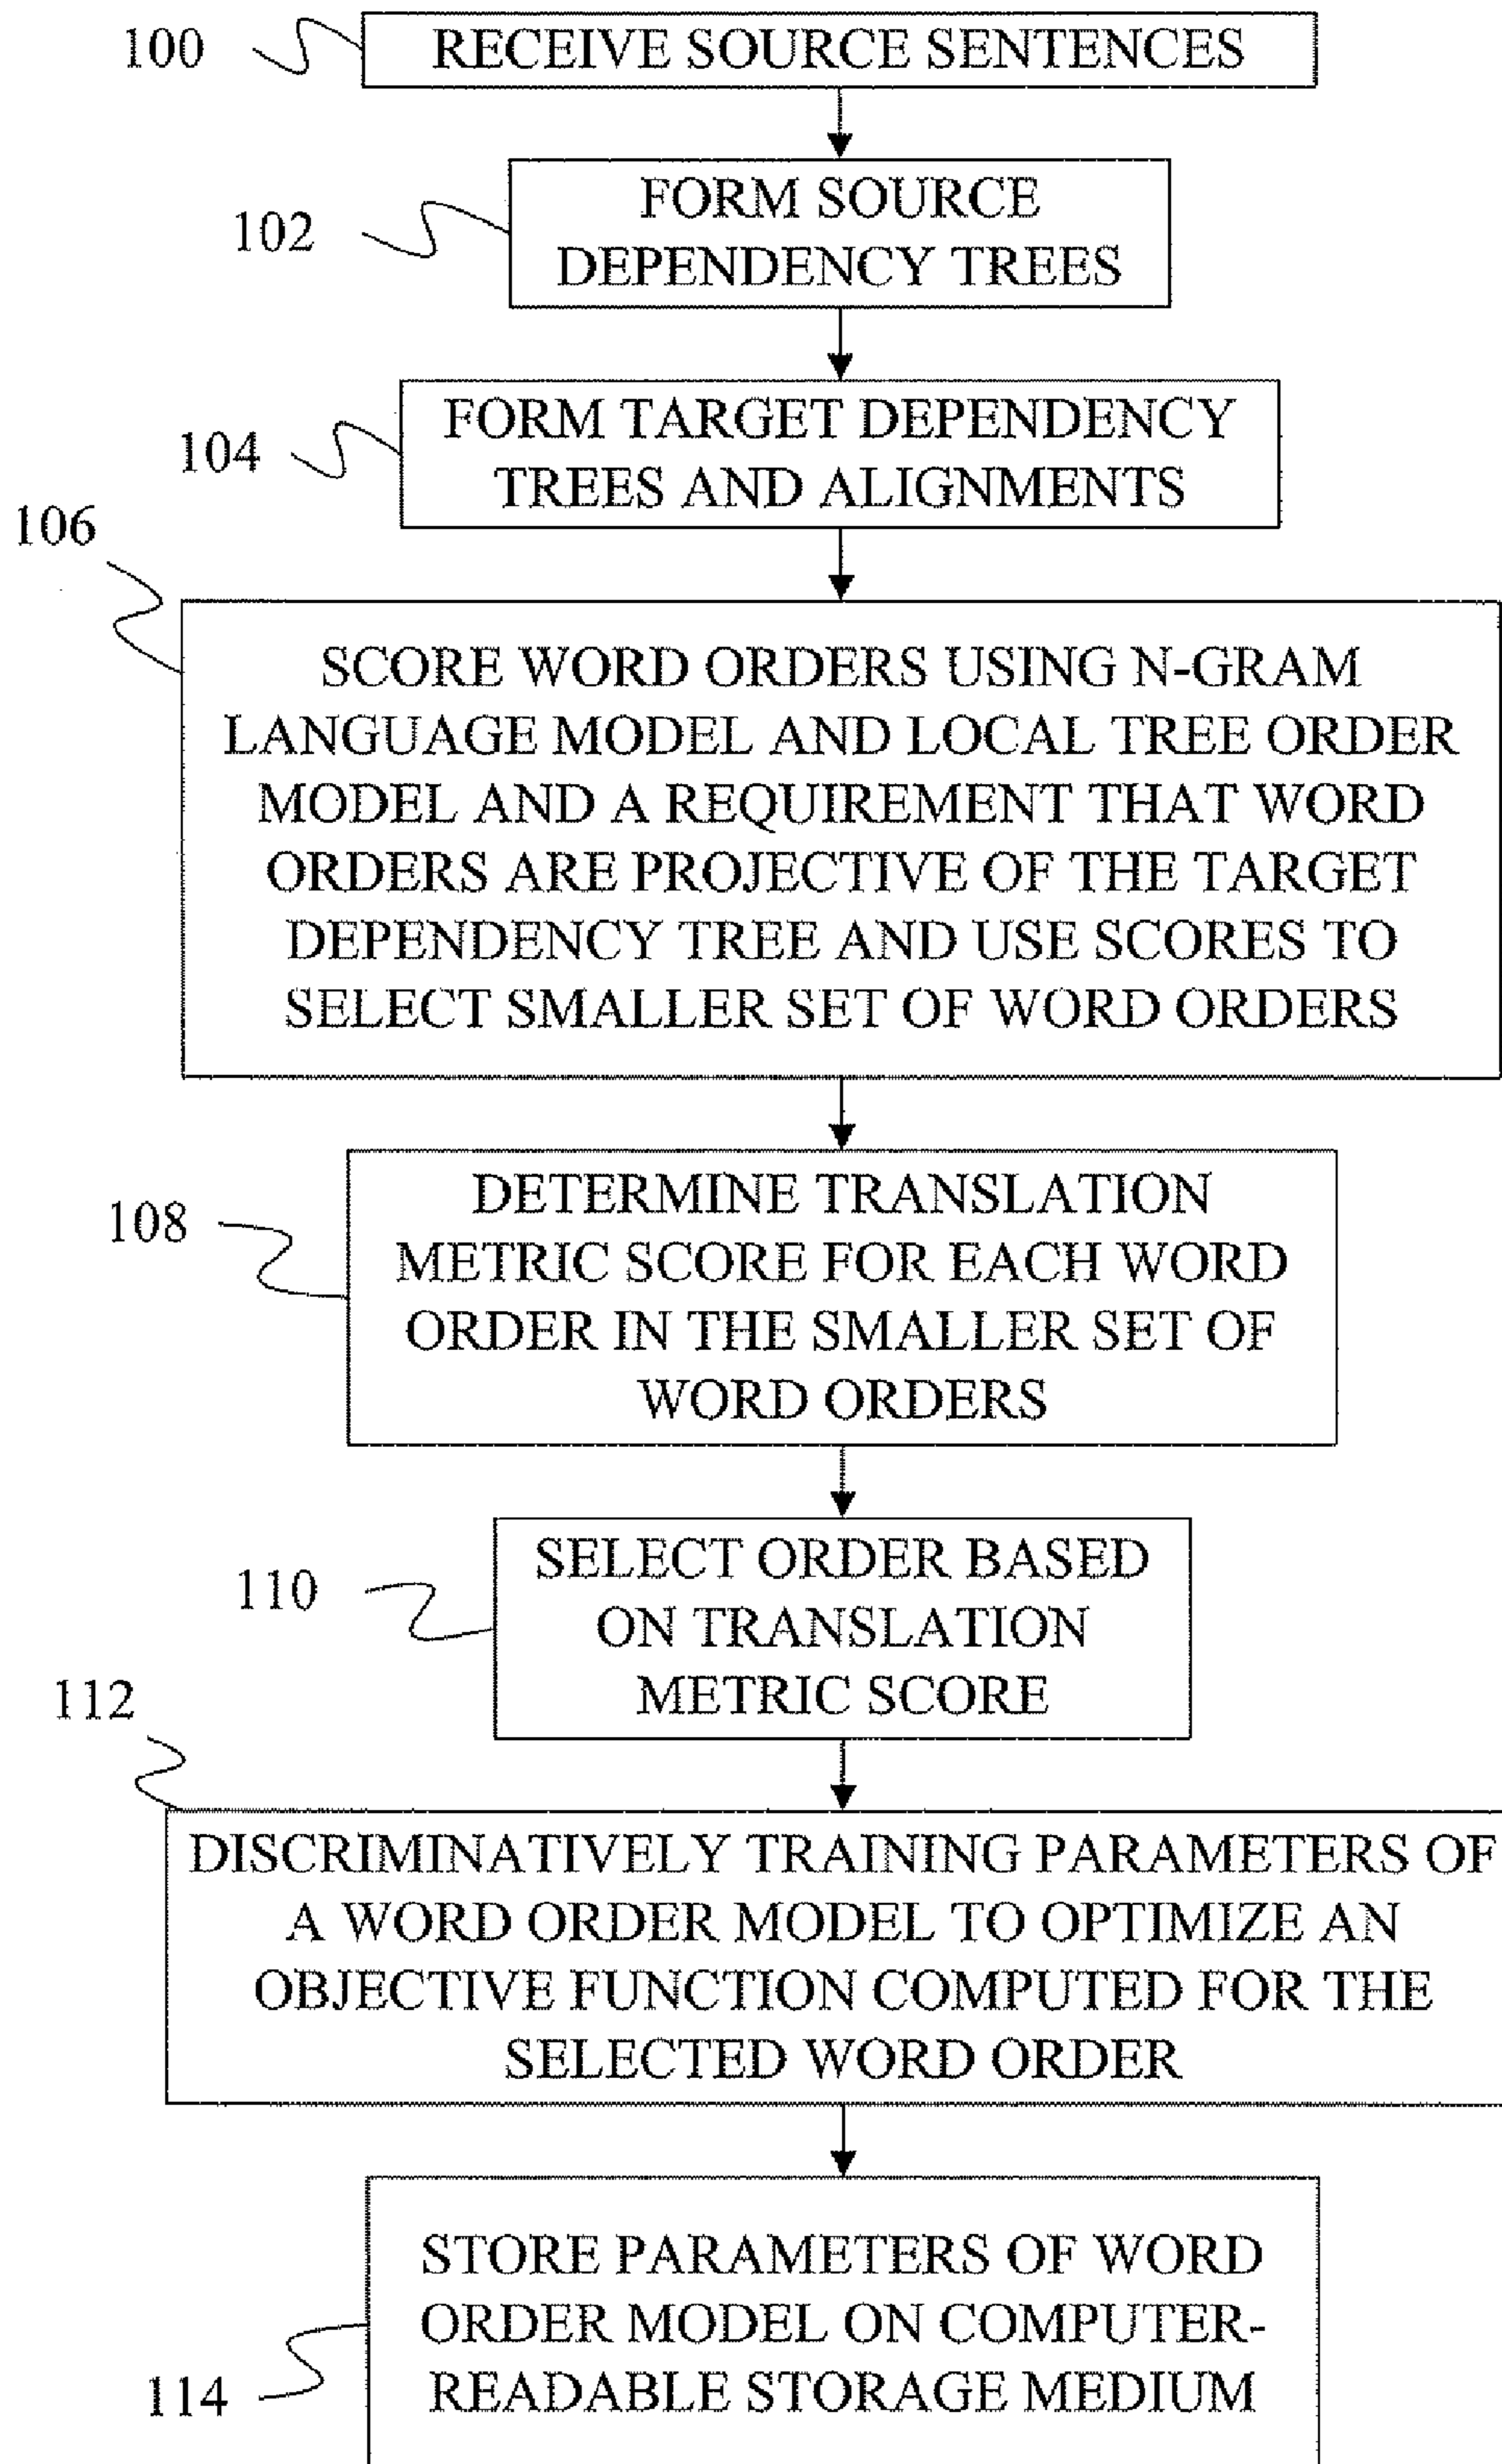 100
RECEIVE SOURCE SENTENCES
102
FORM SOURCE
DEPENDENCY TREES
104
FORM TARGET DEPENDENCY
TREES AND ALIGNMENTS
106
SCORE WORD ORDERS USING N-GRAM
LANGUAGE MODEL AND LOCAL TREE ORDER
MODEL AND A REQUIREMENT THAT WORD
ORDERS ARE PROJECTIVE OF THE TARGET
DEPENDENCY TREE AND USE SCORES TO
SELECT SMALLER SET OF WORD ORDERS
108
DETERMINE TRANSLATION
METRIC SCORE FOR EACH WORD
ORDER IN THE SMALLER SET OF
WORD ORDERS
110
SELECT ORDER BASED
ON TRANSLATION
METRIC SCORE
112
DISCRIMINATIVELY TRAINING PARAMETERS OF
A WORD ORDER MODEL TO OPTIMIZE AN
OBJECTIVE FUNCTION COMPUTED FOR THE
SELECTED WORD ORDER
114
STORE PARAMETERS OF WORD
ORDER MODEL ON COMPUTER-
READABLE STORAGE MEDIUM